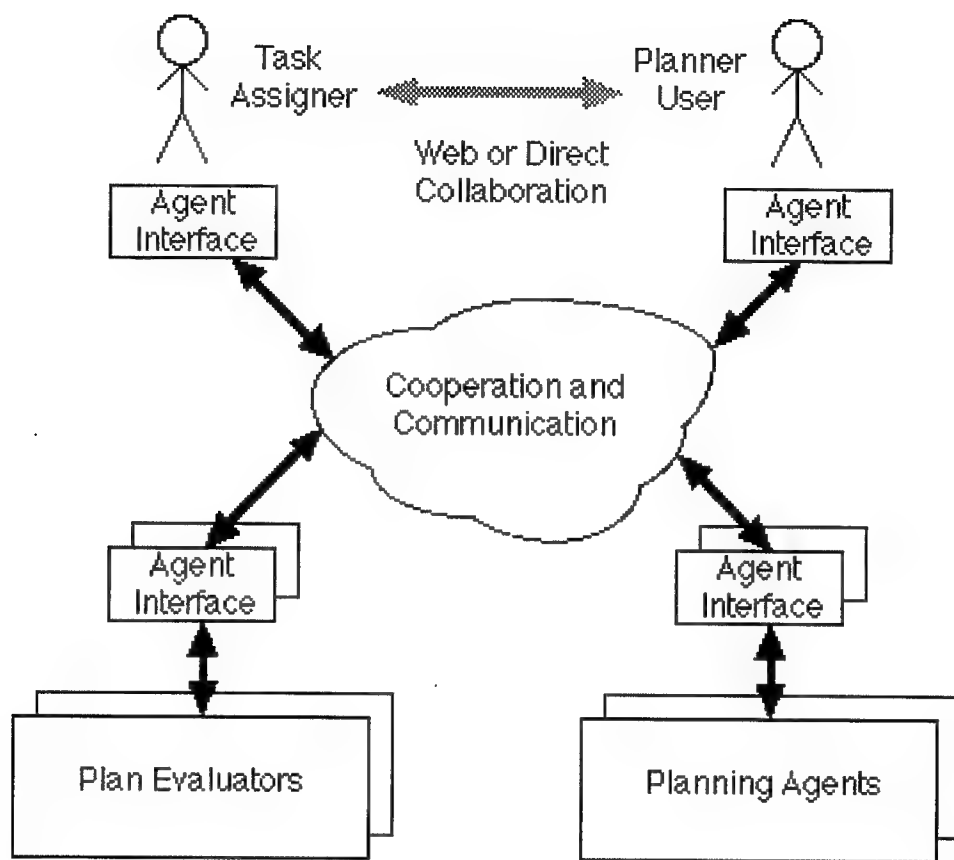 Task
Assigner
Planner
User
Web or Direct
Collaboration
Agent
Interface
Agent
Interface
Cooperation and
Communication
Agent
Interface
Agent
Interface
Plan Evaluators
Planning Agents